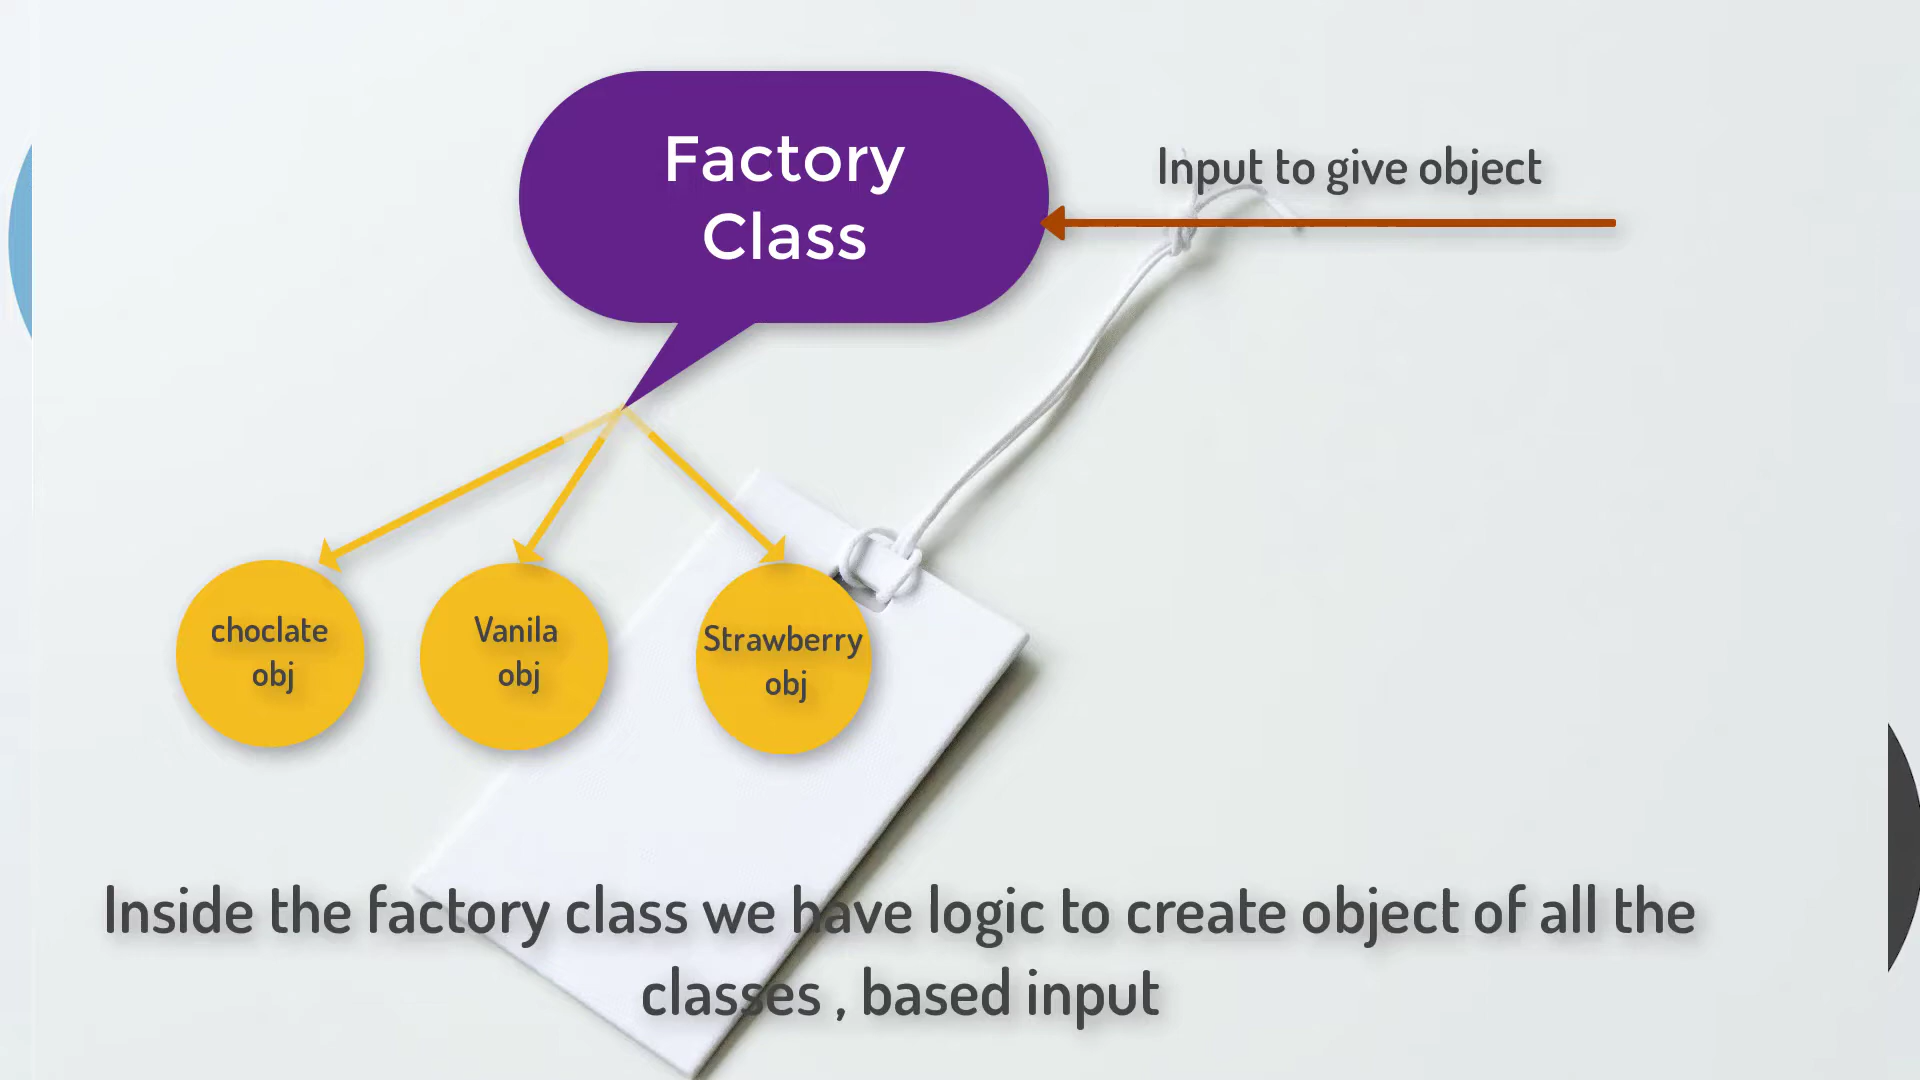 Factory
Class
Input to give object
choclate
obj
Vanila
obj
Strawberry
obj
Inside the factory class we have logic to create object of all the
classes , based input